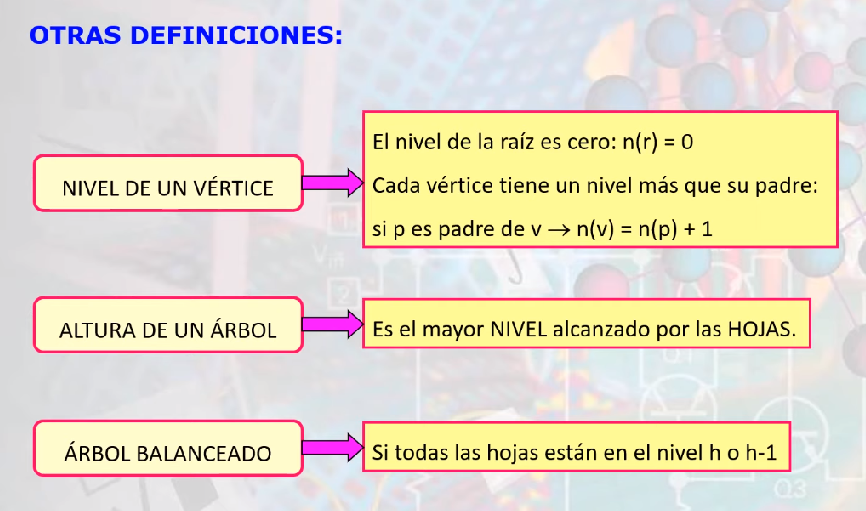 OTRAS DEFINICIONES:
NIVEL DE UN VÉRTICE
El nivel de la raíz es cero: n(r) = 0
Cada vértice tiene un nivel más que su padre:
si p es padre de v → n(v) = n(p) + 1
ALTURA DE UN ÁRBOL
Es el mayor NIVEL alcanzado por las HOJAS.
ÁRBOL BALANCEADO
Si todas las hojas están en el nivel h o h-1
Q3